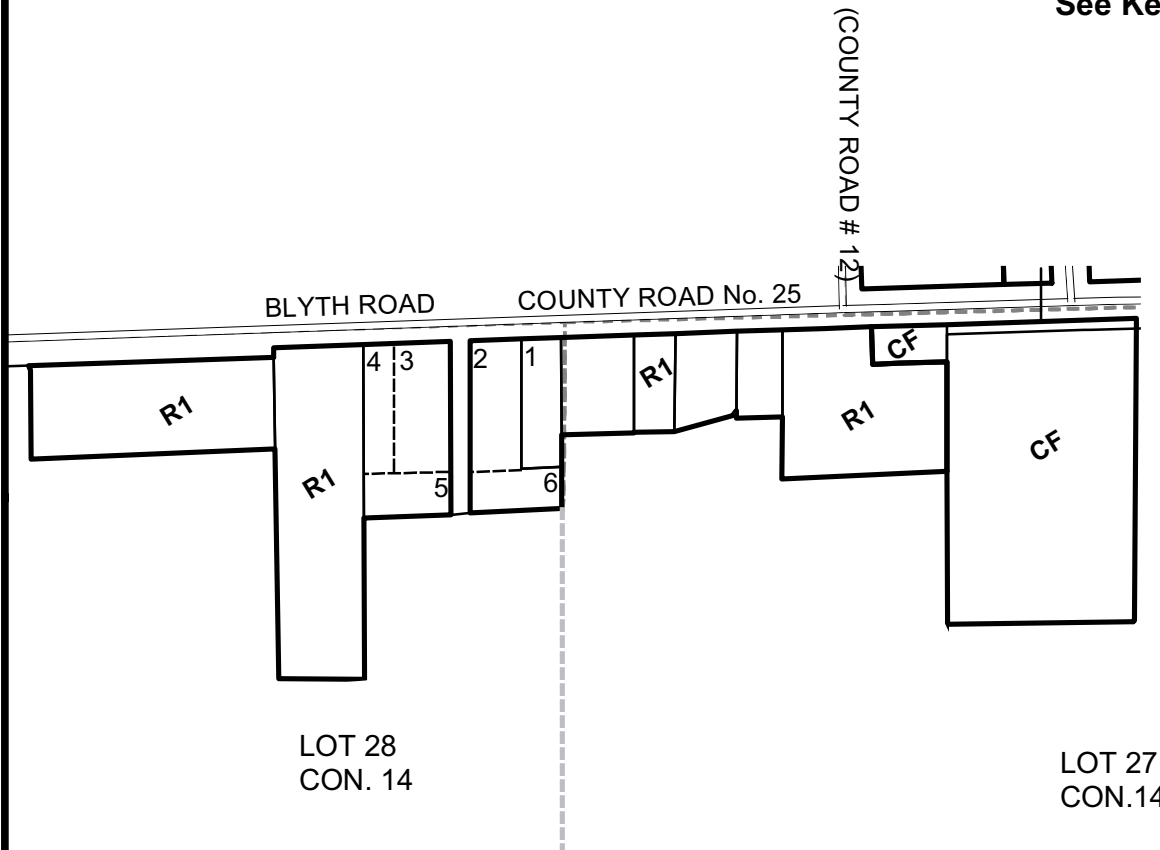 See Ke
(COUNTY ROAD # 12)
BLYTH ROAD
COUNTY ROAD No. 25
4
3
2
1
CF
R1
R1
R1
CF
R1
5
6
LOT 28
CON. 14
LOT 27
CON.14